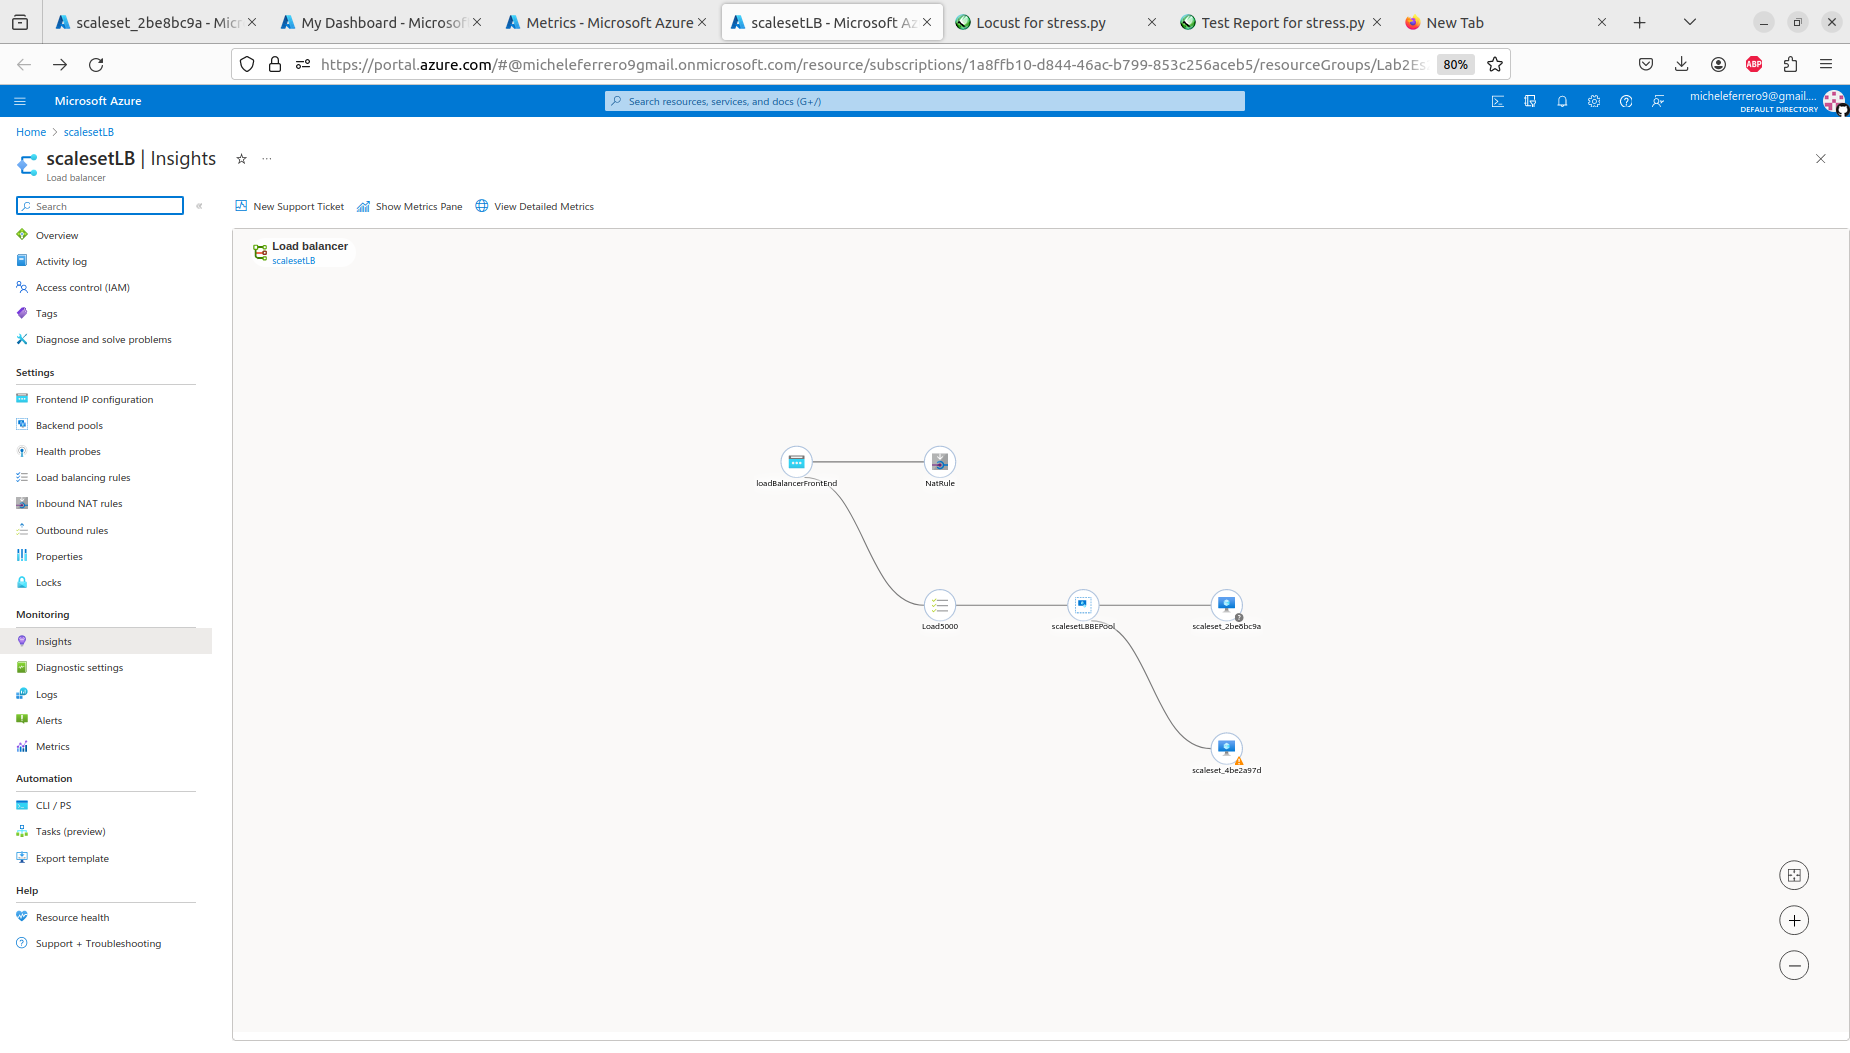 scaleset_2be8bc9a - Micr
My Dashboard - Microsof
Metrics - Microsoft Azure
scalesetLB - Microsoft Az
Locust for stress.py
Test Report for stress.py
New Tab
https://portal.azure.com/#@micheleferrero9gmail.onmicrosoft.com/resource/subscriptions/1a8ffb10-d844-46ac-b799-853c256aceb5/resourceGroups/Lab2Es
80%
ABP
Microsoft Azure
Search resources, services, and docs (G+/)
micheleferrero9@gmail....
DEFAULT DIRECTORY
Home > scalesetLB
scalesetLB | Insights
Load balancer
Search
New Support Ticket
Show Metrics Pane
View Detailed Metrics
Overview
Activity log
Access control (IAM)
Tags
Diagnose and solve problems
Settings
Frontend IP configuration
Backend pools
Health probes
Load balancing rules
Inbound NAT rules
Outbound rules
Properties
Locks
Monitoring
Insights
Diagnostic settings
Logs
Alerts
Metrics
Automation
CLI / PS
Tasks (preview)
Export template
Help
Resource health
Support + Troubleshooting
Load balancer
scalesetLB
loadBalancerFrontEnd
NatRule
Load5000
scalesetLBBEPool
scaleset_2be8bc9a
scaleset_4be2a97d